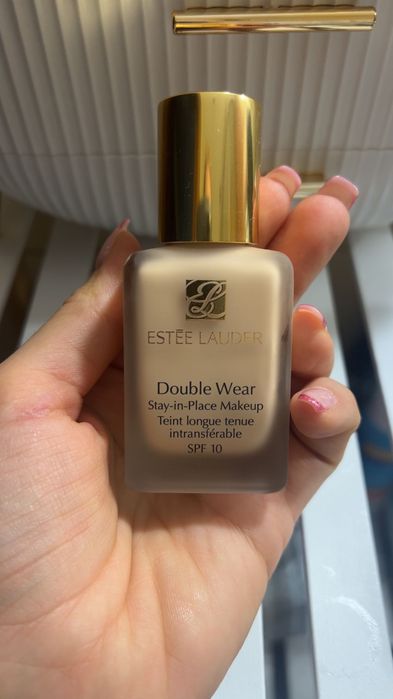 ESTĒE LAUDER
Double Wear
Stay-in-Place Makeup
Teint longue tenue
intransférable
SPF 10